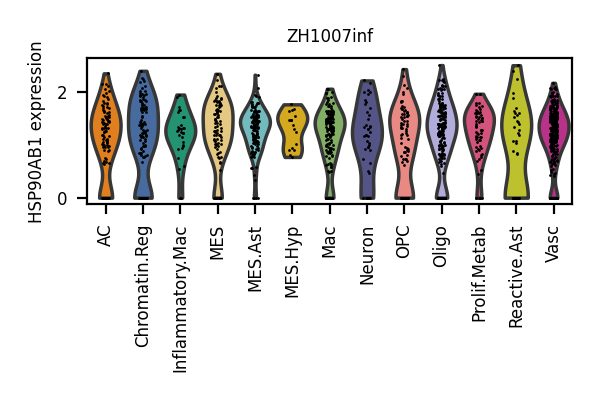 ZH1007inf
HSP90AB1 expression
2
0
AC
Chromatin.Reg
Inflammatory.Mac
MES
MES.Ast
MES.Hyp
Mac
Neuron
OPC
Oligo
Prolif.Metab
Reactive.Ast
Vasc